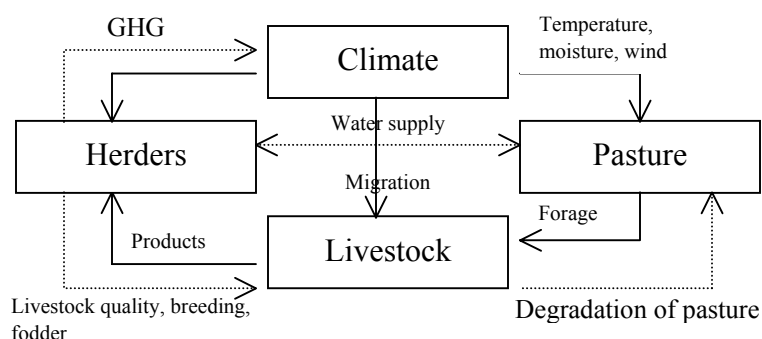 GHG
Temperature,
moisture, wind
Climate
Water supply
Herders
Pasture
Migration
Forage
Products
Livestock
Livestock quality, breeding,
fodder
Degradation of pasture